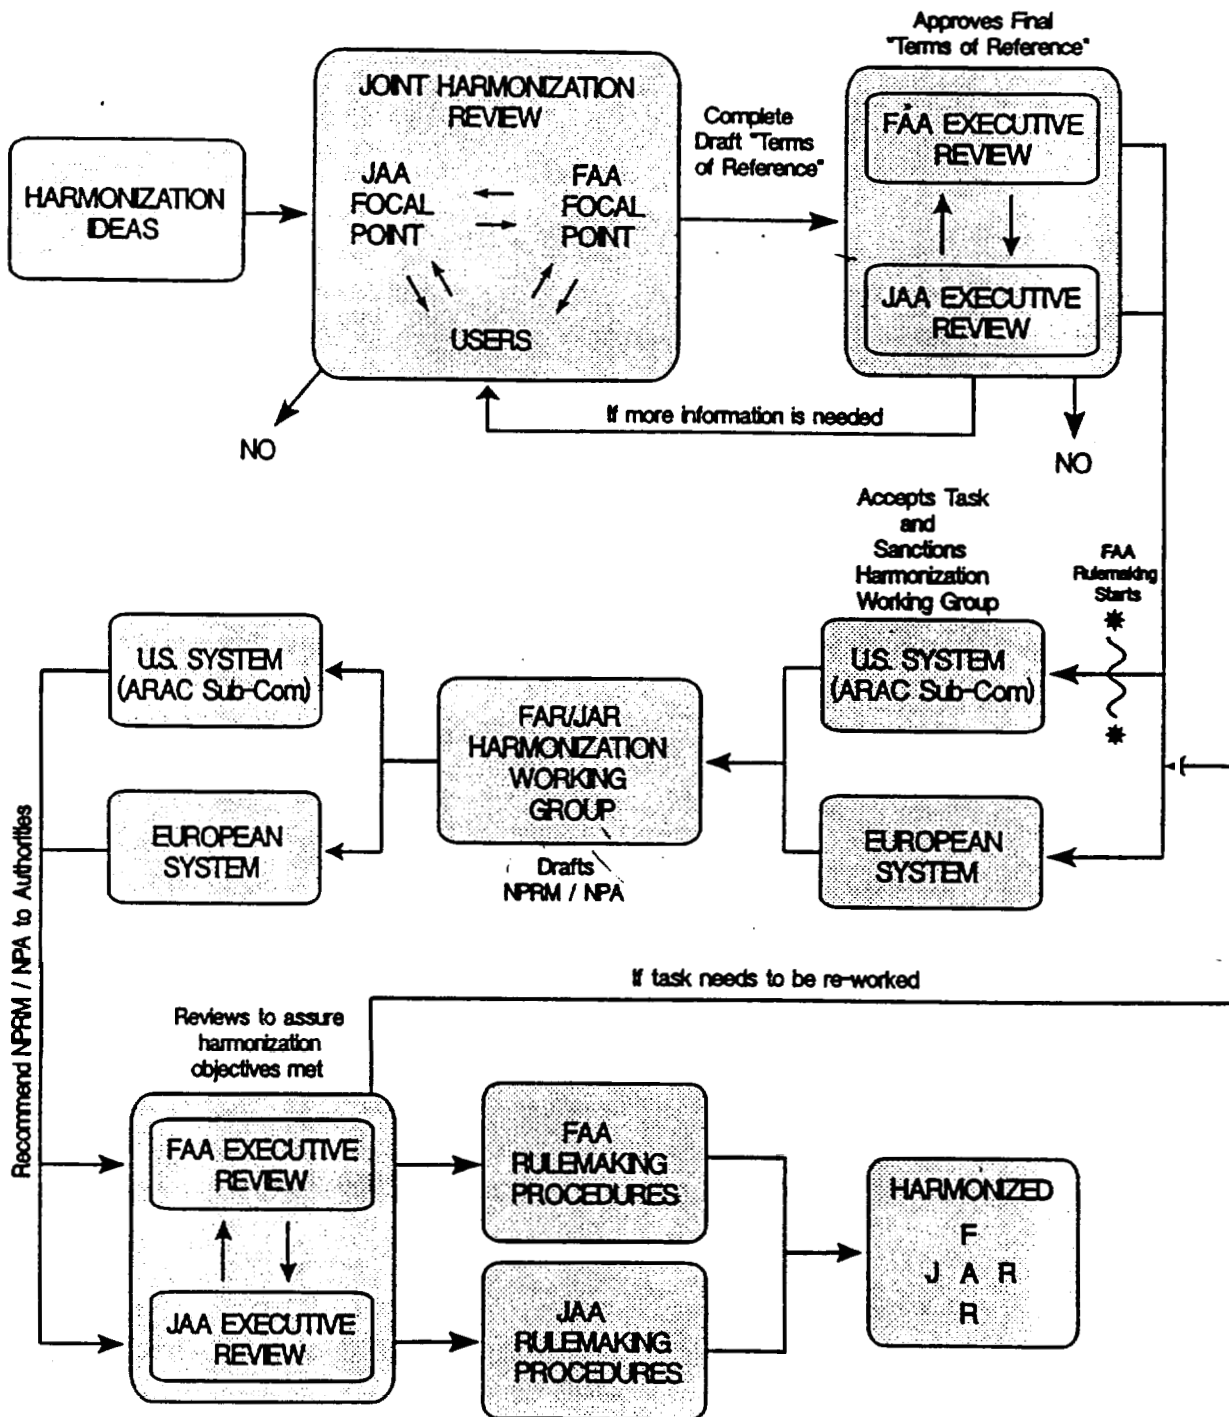 Approves Final
"Terms of Reference"
JOINT HARMONIZATION
REVIEW
JAA
FOCAL
POINT
FAA
FOCAL
POINT
USERS
HARMONIZATION
IDEAS
Complete
Draft "Terms
of Reference"
FAA EXECUTIVE
REVIEW
JAA EXECUTIVE
REVIEW
If more information is needed
NO
NO
Accepts Task
and
Sanctions
Harmonization
Working Group
FAA
Rulemaking
Starts
U.S. SYSTEM
(ARAC Sub-Com)
U.S. SYSTEM
(ARAC Sub-Com)
FAR/JAR
HARMONIZATION
WORKING
GROUP
EUROPEAN
SYSTEM
EUROPEAN
SYSTEM
Drafts
NPRM / NPA
Recommend NPRM / NPA to Authorities
If task needs to be re-worked
Reviews to assure
harmonization
objectives met
FAA EXECUTIVE
REVIEW
JAA EXECUTIVE
REVIEW
FAA
RULEMAKING
PROCEDURES
JAA
RULEMAKING
PROCEDURES
HARMONIZED
F
J A R
R